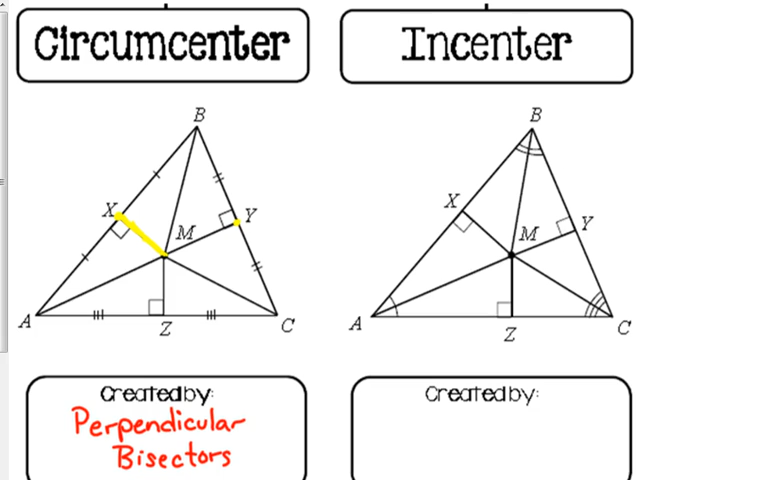 Circumcenter
Incenter
B
X
Y
M
A
Z
C
B
X
Y
M
A
Z
C
Created by:
Perpendicular
Bisectors
Created by: